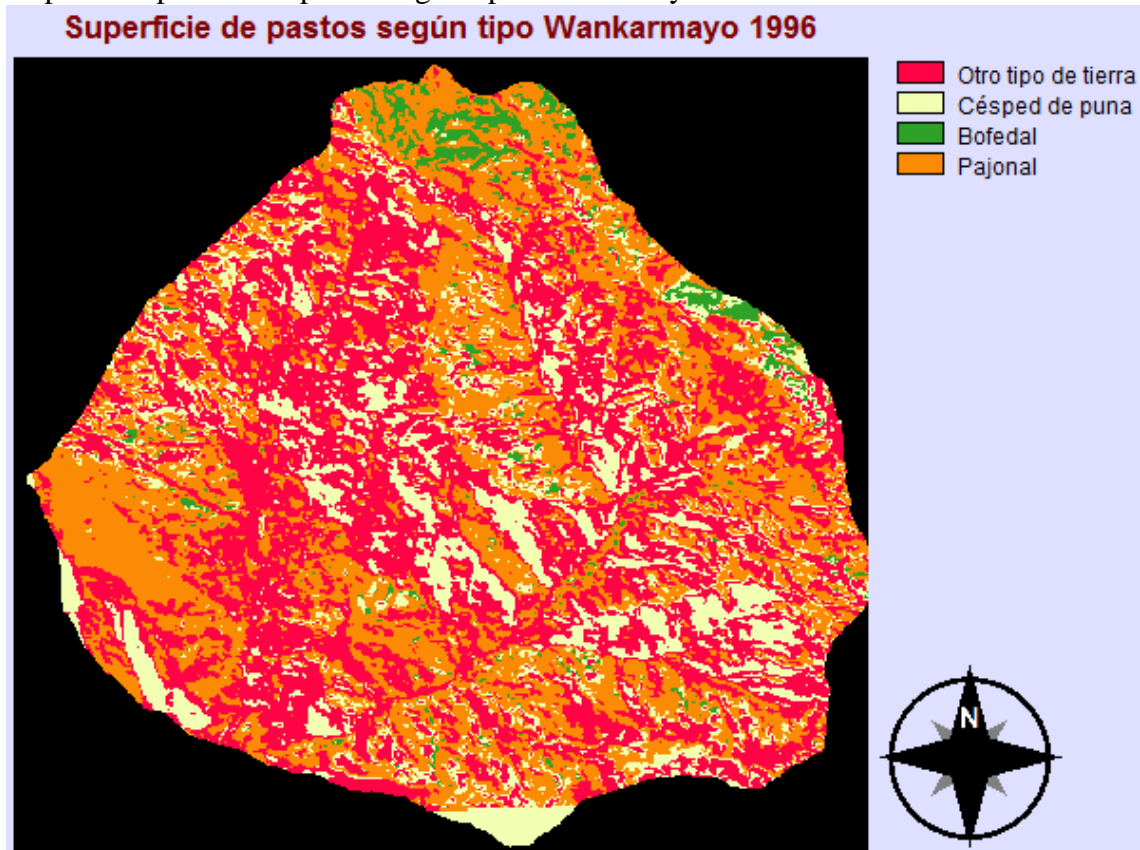 Superficie de pastos según tipo Wankarmayo 1996
Otro tipo de tierra
Césped de puna
Bofedal
Pajonal
N